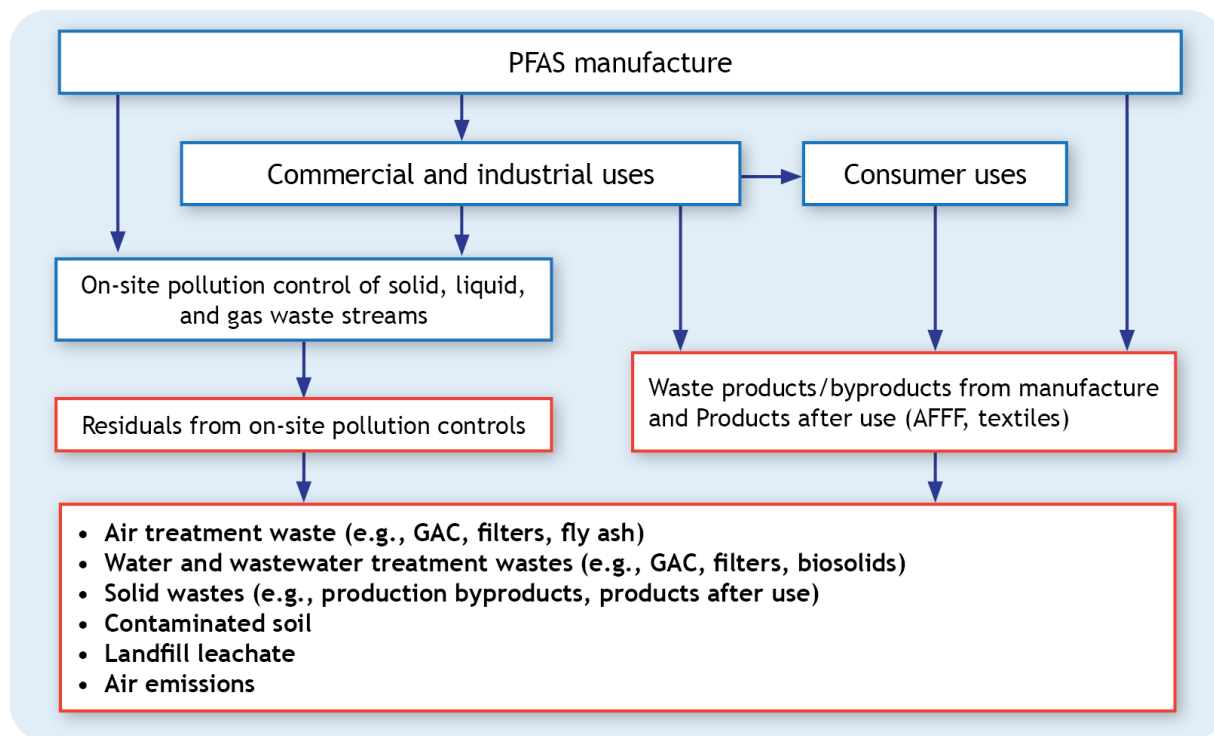 PFAS manufacture
Commercial and industrial uses
Consumer uses
On-site pollution control of solid, liquid,
and gas waste streams
Waste products/byproducts from manufacture
and Products after use (AFFF, textiles)
Residuals from on-site pollution controls
• Air treatment waste (e.g., GAC, filters, fly ash)
• Water and wastewater treatment wastes (e.g., GAC, filters, biosolids)
• Solid wastes (e.g., production byproducts, products after use)
• Contaminated soil
• Landfill leachate
• Air emissions